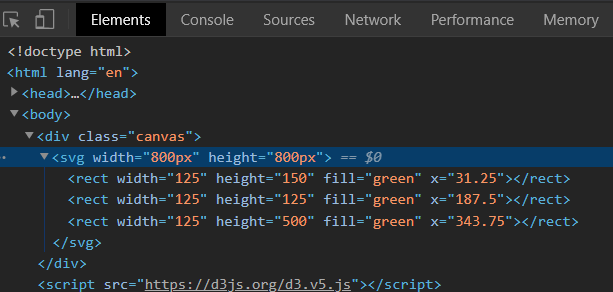 Elements Console Sources Network Performance Memory
<!doctype html>
<html lang="en">
<head>…</head>
<body>
<div class="canvas">
<svg width="800px" height="800px"> == $0
<rect width="125" height="150" fill="green" x="31.25"></rect>
<rect width="125" height="125" fill="green" x="187.5"></rect>
<rect width="125" height="500" fill="green" x="343.75"></rect>
</svg>
</div>
<script src="https://d3js.org/d3.v5.js"></script>